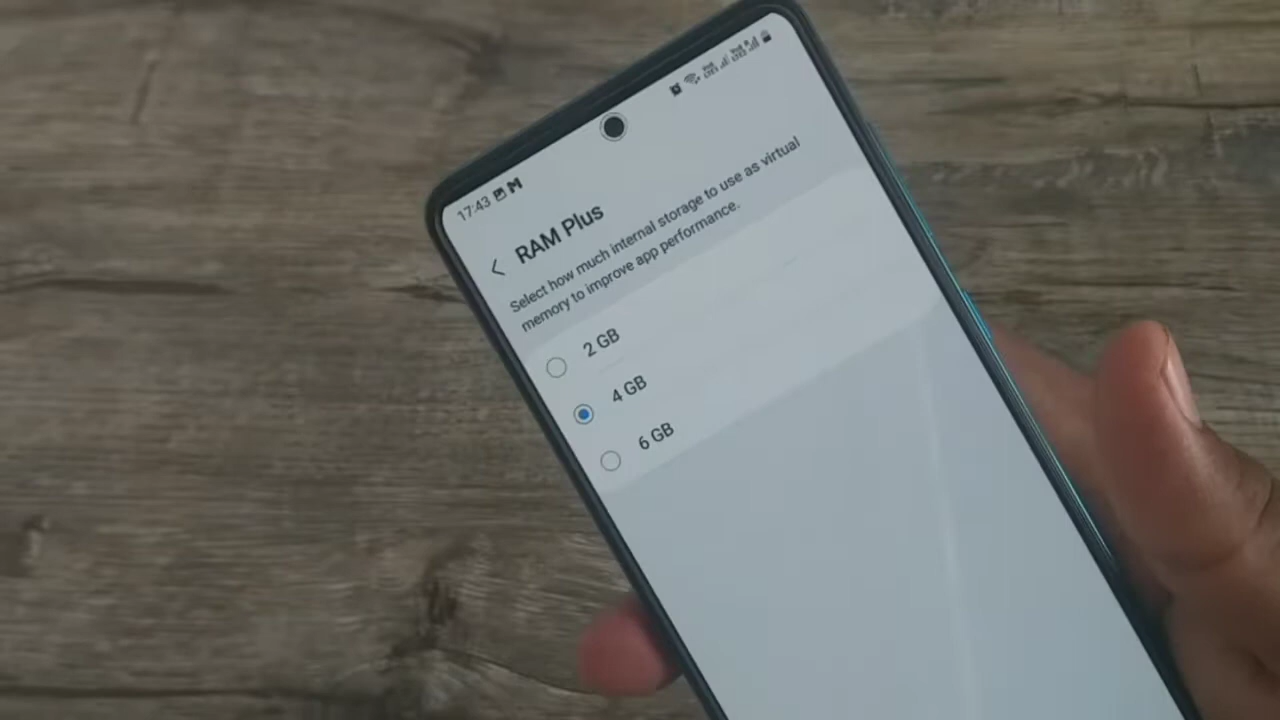 17:43
RAM Plus
Select how much internal storage to use as virtual
memory to improve app performance.
2 GB
4 GB
6 GB